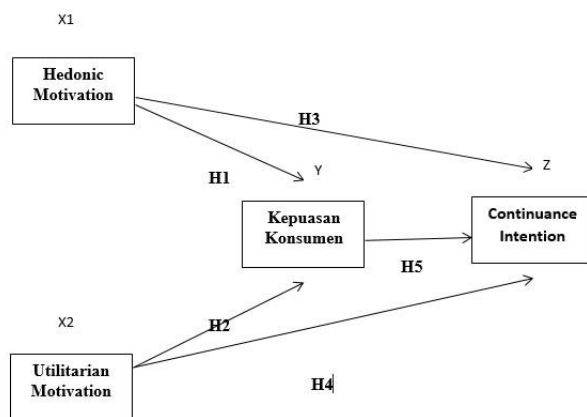 X1
Hedonic
Motivation
H3
H1
Y
Z
Kepuasan
Konsumen
Continuance
Intention
H5
X2
H2
Utilitarian
Motivation
H4